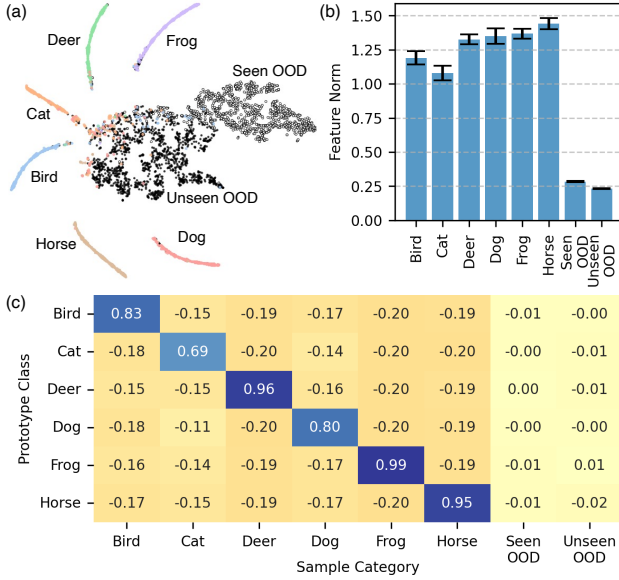 (a)
Deer
Frog
Seen OOD
Cat
Bird
Unseen OOD
Horse
Dog
(b)
1.50
1.25
1.00
0.75
0.50
0.25
0.00
Feature Norm
Bird
Cat
Deer
Dog
Frog
Horse
Seen
OOD
Unseen
OOD
(c)
Prototype Class
Bird 0.83 -0.15 -0.19 -0.17 -0.20 -0.19 -0.01 -0.00
Cat -0.18 0.69 -0.20 -0.14 -0.20 -0.20 -0.00 -0.01
Deer -0.15 -0.15 0.96 -0.16 -0.20 -0.19 0.00 -0.01
Dog -0.18 -0.11 -0.20 0.80 -0.20 -0.19 -0.00 -0.00
Frog -0.16 -0.14 -0.19 -0.17 0.99 -0.19 -0.01 0.01
Horse -0.17 -0.15 -0.19 -0.17 -0.20 0.95 -0.01 -0.02
Bird Cat Deer Dog Frog Horse Seen Unseen
OOD OOD
Sample Category